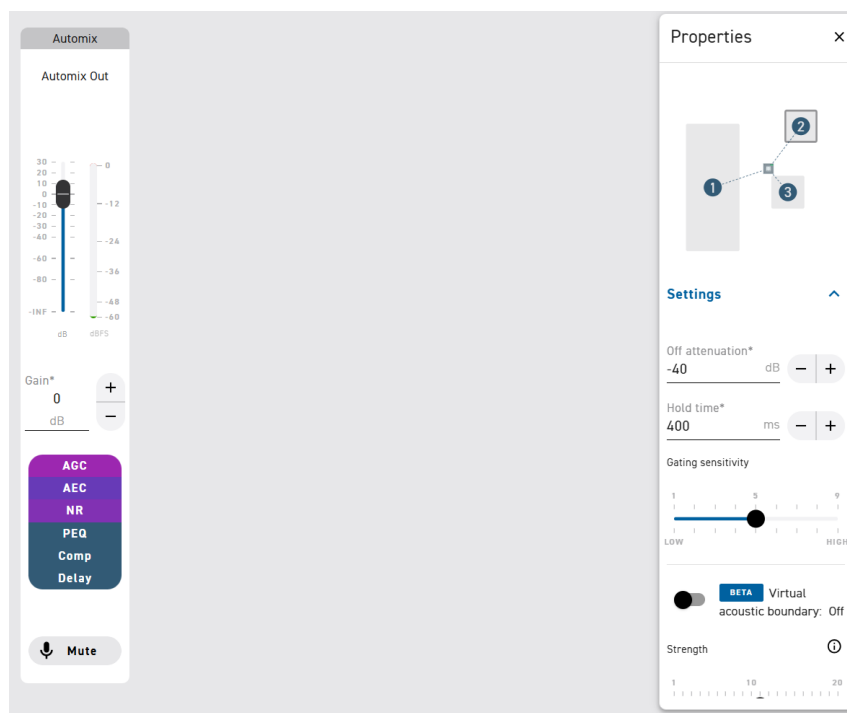 Automix
Automix Out
30
20
10
0
-10
-20
-30
-40
-60
-80
-INF
dB
0
-12
-24
-36
-48
-60
dBFS
Gain*
0
dB
+
−
AGC
AEC
NR
PEQ
Comp
Delay
Mute
Properties ×
2
1
3
Settings
Off attenuation*
-40 dB − +
Hold time*
400 ms − +
Gating sensitivity
1 5 9
LOW HIGH
BETA Virtual
acoustic boundary: Off
Strength
1 10 20